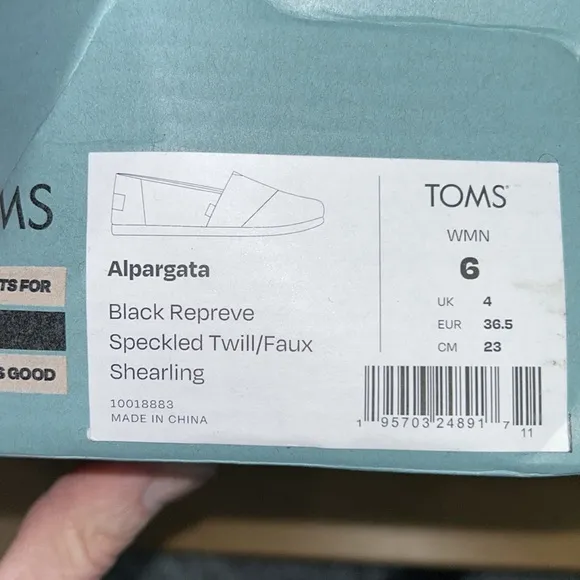 MS
TS FOR
S GOOD
Alpargata
Black Repreve
Speckled Twill/Faux
Shearling
10018883
MADE IN CHINA
TOMS®
WMN
6
UK 4
EUR 36.5
CM 23
1 95703 24891 7
11